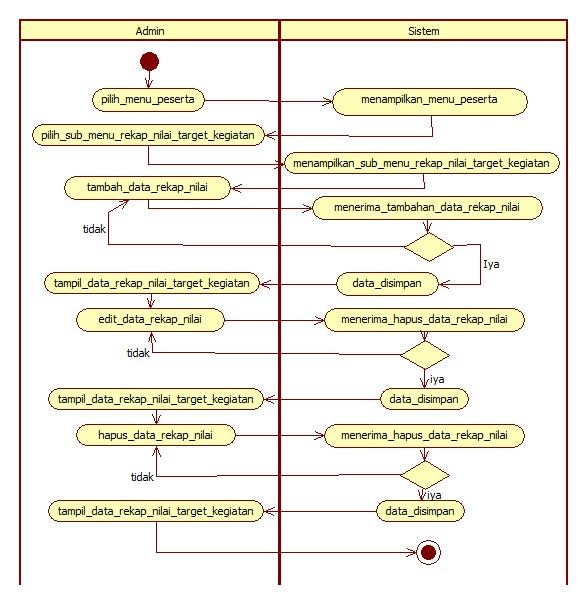 Admin
Sistem
pilih_menu_peserta
menampilkan_menu_peserta
pilih_sub_menu_rekap_nilai_target_kegiatan
menampilkan_sub_menu_rekap_nilai_target_kegiatan
tambah_data_rekap_nilai
menerima_tambahan_data_rekap_nilai
tidak
Iya
tampil_data_rekap_nilai_target_kegiatan
data_disimpan
edit_data_rekap_nilai
menerima_hapus_data_rekap_nilai
tidak
iya
tampil_data_rekap_nilai_target_kegiatan
data_disimpan
hapus_data_rekap_nilai
menerima_hapus_data_rekap_nilai
tidak
iya
tampil_data_rekap_nilai_target_kegiatan
data_disimpan